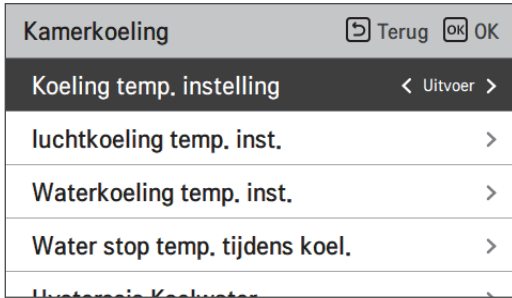 Kamerkoeling Terug OK OK
Koeling temp. instelling < Uitvoer >
luchtkoeling temp. inst. >
Waterkoeling temp. inst. >
Water stop temp. tijdens koel. >